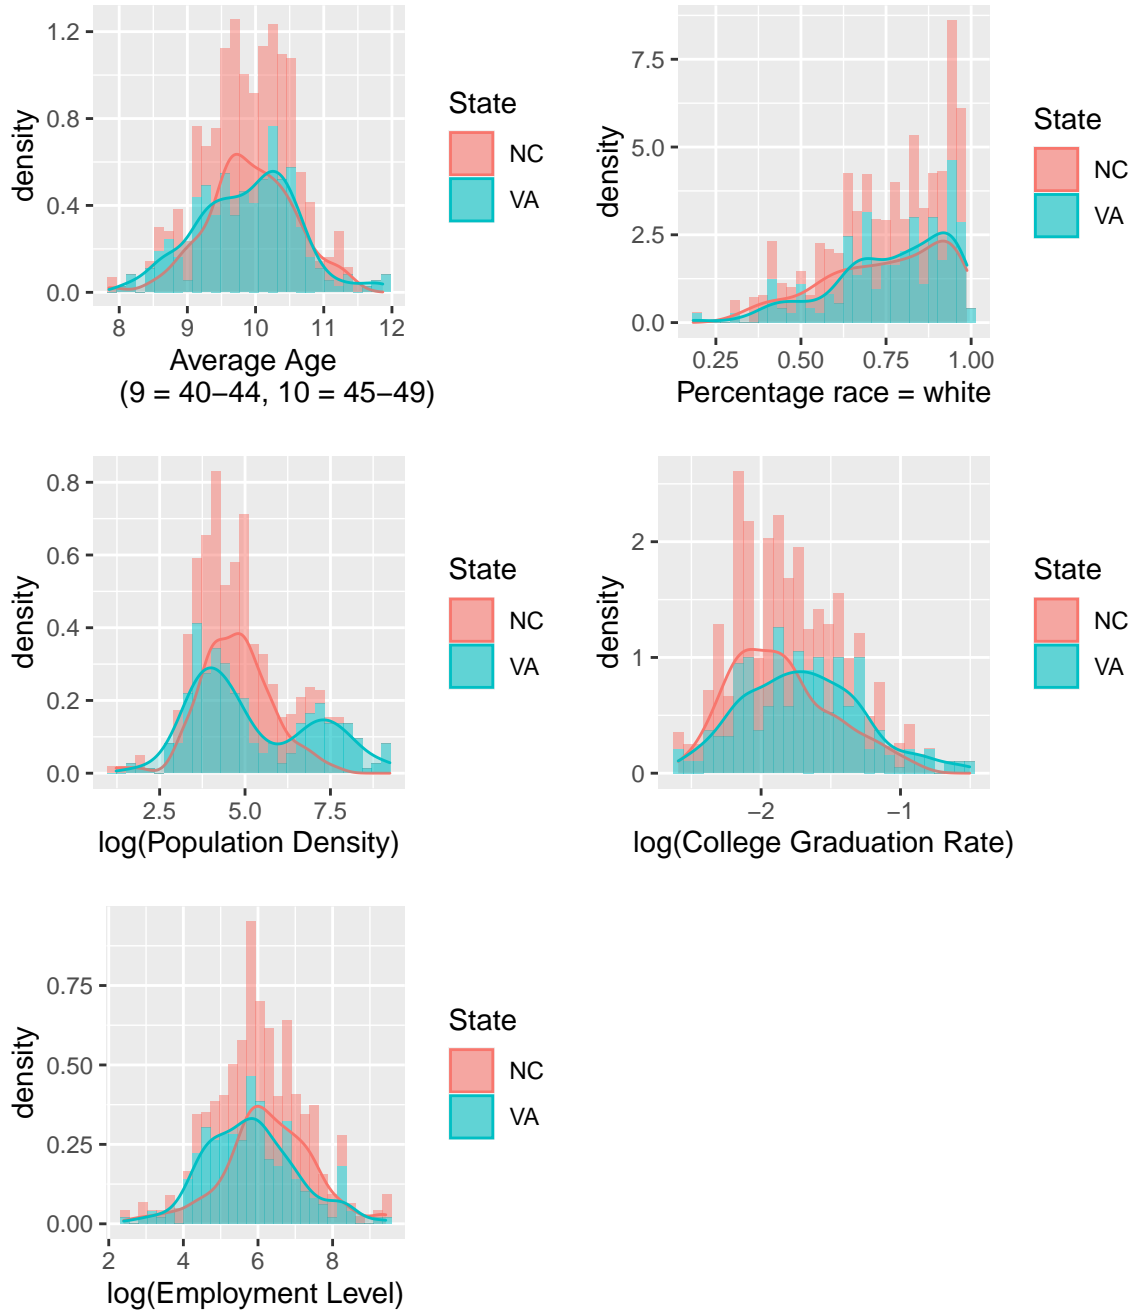 density
1.2
0.8
0.4
0.0
8 9 10 11 12
Average Age
(9 = 40−44, 10 = 45−49)
State
NC
VA
density
7.5
5.0
2.5
0.0
0.25 0.50 0.75 1.00
Percentage race = white
State
NC
VA
density
0.8
0.6
0.4
0.2
0.0
2.5 5.0 7.5
log(Population Density)
State
NC
VA
density
2
1
0
−2 −1
log(College Graduation Rate)
State
NC
VA
density
0.75
0.50
0.25
0.00
2 4 6 8
log(Employment Level)
State
NC
VA